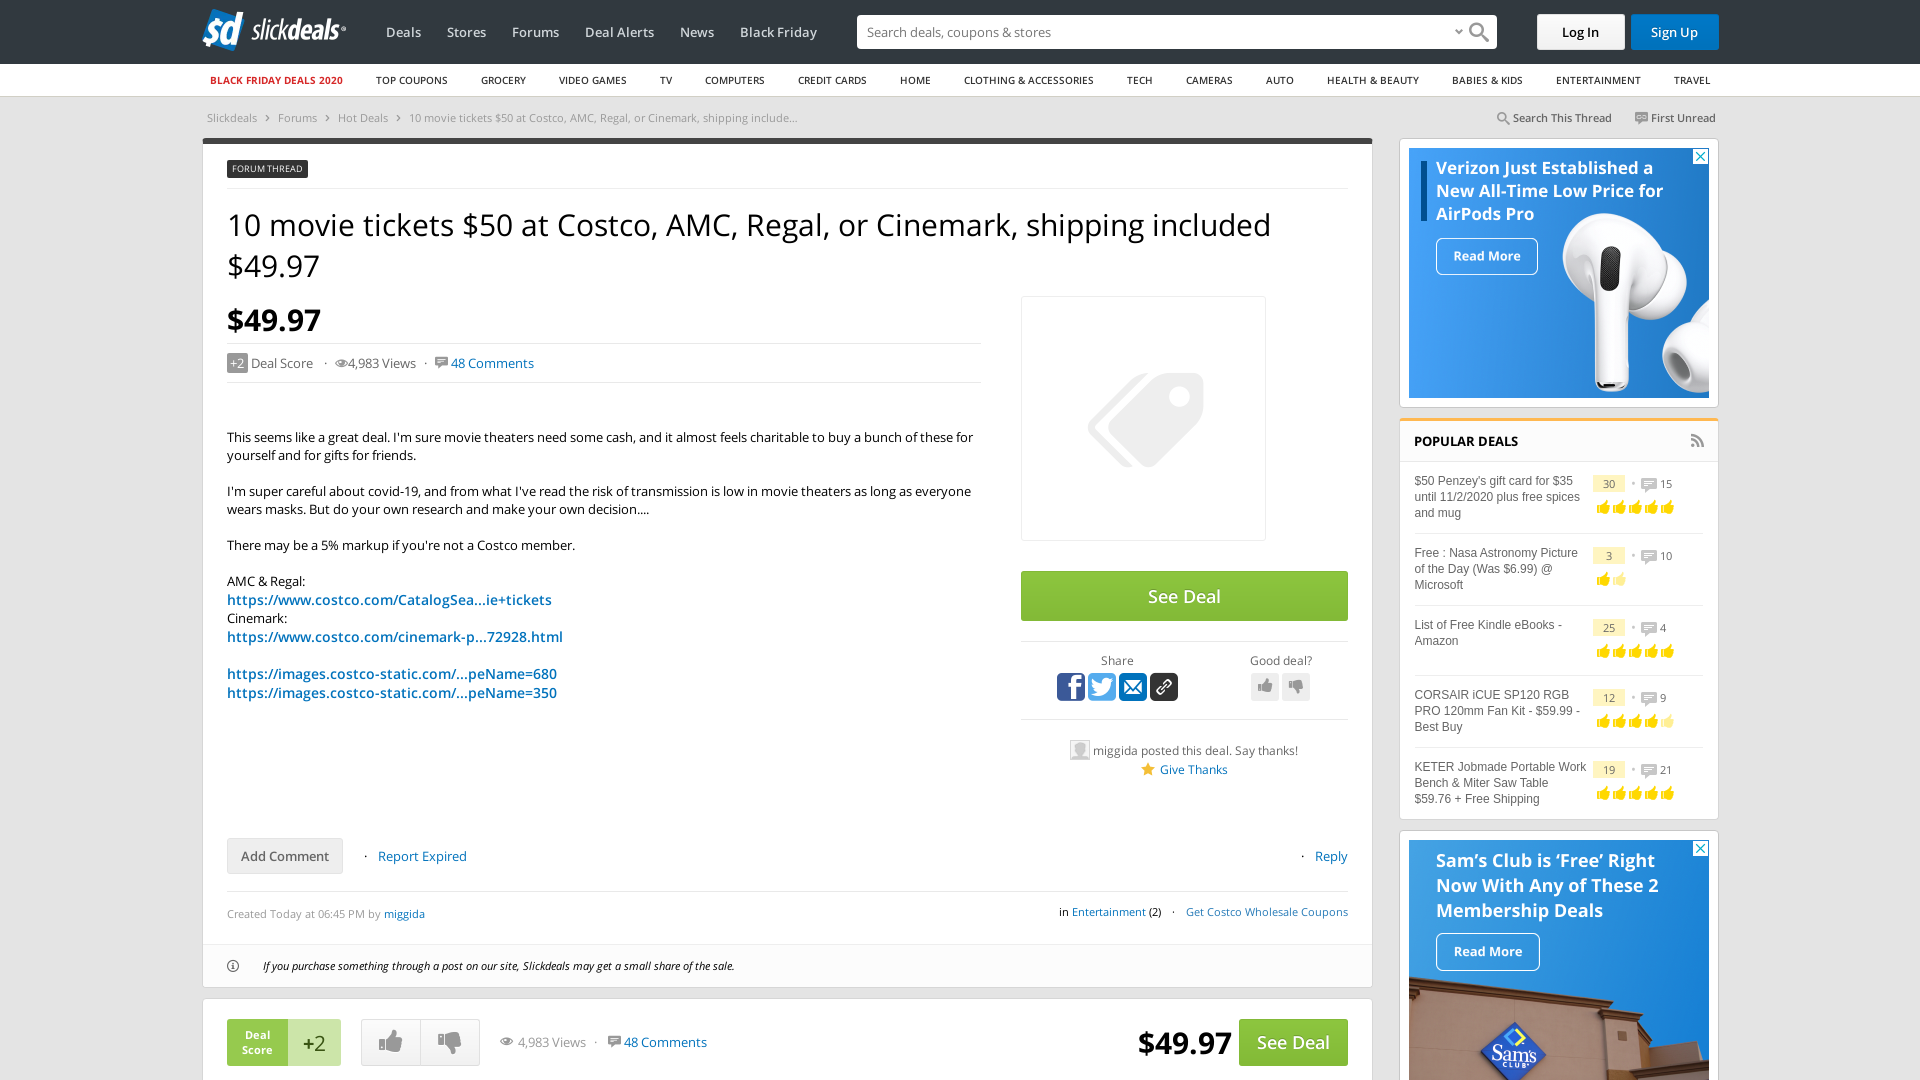 sd slickdeals
Deals Stores Forums Deal Alerts News Black Friday
Search deals, coupons & stores
Log In
Sign Up
BLACK FRIDAY DEALS 2020 TOP COUPONS GROCERY VIDEO GAMES TV COMPUTERS CREDIT CARDS HOME CLOTHING & ACCESSORIES TECH CAMERAS AUTO HEALTH & BEAUTY BABIES & KIDS ENTERTAINMENT TRAVEL
Slickdeals › Forums › Hot Deals › 10 movie tickets $50 at Costco, AMC, Regal, or Cinemark, shipping include...
Search This Thread
First Unread
FORUM THREAD
10 movie tickets $50 at Costco, AMC, Regal, or Cinemark, shipping included
$49.97
$49.97
+2 Deal Score · 4,983 Views · 48 Comments
This seems like a great deal. I'm sure movie theaters need some cash, and it almost feels charitable to buy a bunch of these for
yourself and for gifts for friends.
I'm super careful about covid-19, and from what I've read the risk of transmission is low in movie theaters as long as everyone
wears masks. But do your own research and make your own decision....
There may be a 5% markup if you're not a Costco member.
AMC & Regal:
https://www.costco.com/CatalogSea...ie+tickets
Cinemark:
https://www.costco.com/cinemark-p...72928.html
https://images.costco-static.com/...peName=680
https://images.costco-static.com/...peName=350
See Deal
Share
Good deal?
miggida posted this deal. Say thanks!
Give Thanks
Add Comment
· Report Expired
· Reply
Created Today at 06:45 PM by miggida
in Entertainment (2) · Get Costco Wholesale Coupons
If you purchase something through a post on our site, Slickdeals may get a small share of the sale.
Deal
Score
+2
4,983 Views · 48 Comments
$49.97
See Deal
Verizon Just Established a
New All-Time Low Price for
AirPods Pro
Read More
POPULAR DEALS
$50 Penzey's gift card for $35
until 11/2/2020 plus free spices
and mug
30 • 15
Free : Nasa Astronomy Picture
of the Day (Was $6.99) @
Microsoft
3 • 10
List of Free Kindle eBooks -
Amazon
25 • 4
CORSAIR iCUE SP120 RGB
PRO 120mm Fan Kit - $59.99 -
Best Buy
12 • 9
KETER Jobmade Portable Work
Bench & Miter Saw Table
$59.76 + Free Shipping
19 • 21
Sam's Club is ‘Free’ Right
Now With Any of These 2
Membership Deals
Read More
Sam's
CLUB